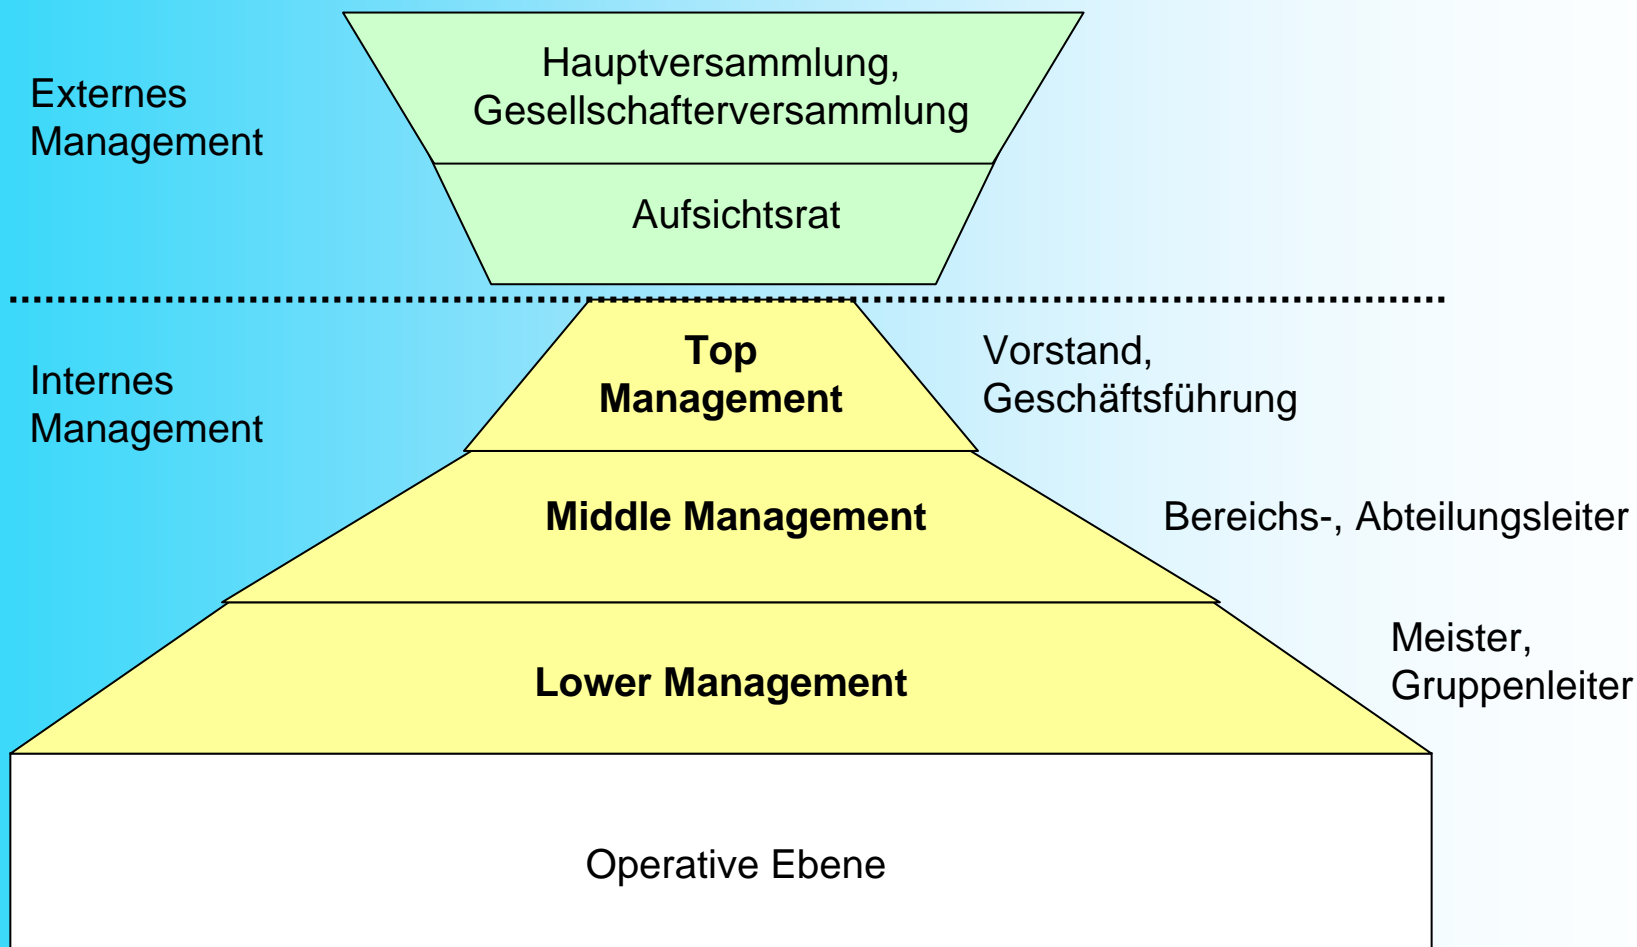 Hauptversammlung,
Gesellschafterversammlung
Externes
Management
Aufsichtsrat
Top
Management
Vorstand,
Geschäftsführung
Internes
Management
Middle Management
Bereichs-, Abteilungsleiter
Lower Management
Meister,
Gruppenleiter
Operative Ebene